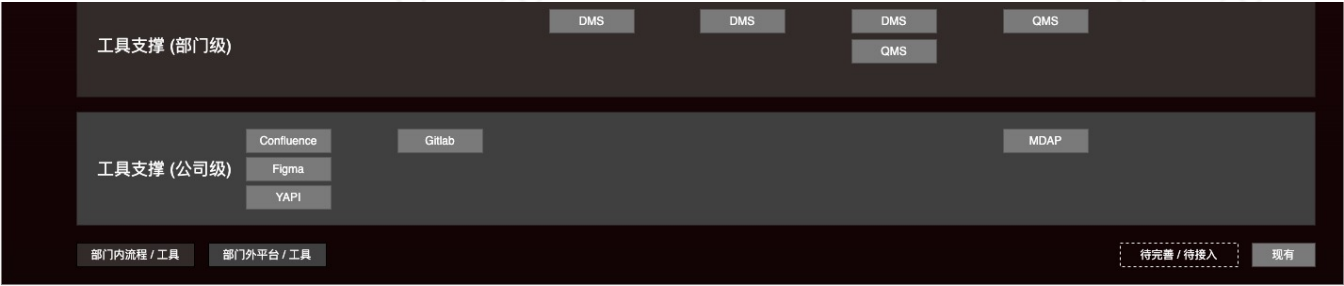 DMS DMS DMS QMS
工具支撑 (部门级)
QMS
Confluence Gitlab MDAP
工具支撑 (公司级) Figma
YAPI
部门内流程 / 工具 部门外平台 / 工具 待完善 / 待接入 现有